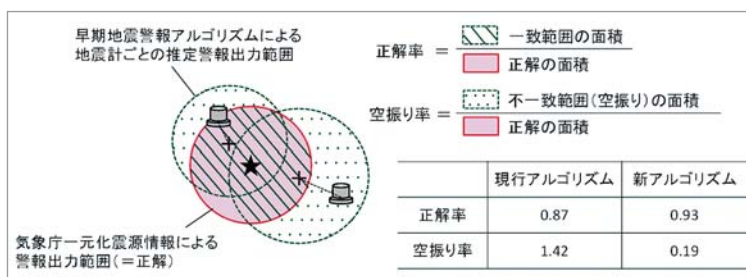 早期地震警報アルゴリズムによる
地震計ごとの推定警報出力範囲
気象庁一元化震源情報による
警報出力範囲(=正解)
正解率 = 一致範囲の面積
正解の面積
空振り率 = 不一致範囲(空振り)の面積
正解の面積
現行アルゴリズム 新アルゴリズム
正解率 0.87 0.93
空振り率 1.42 0.19